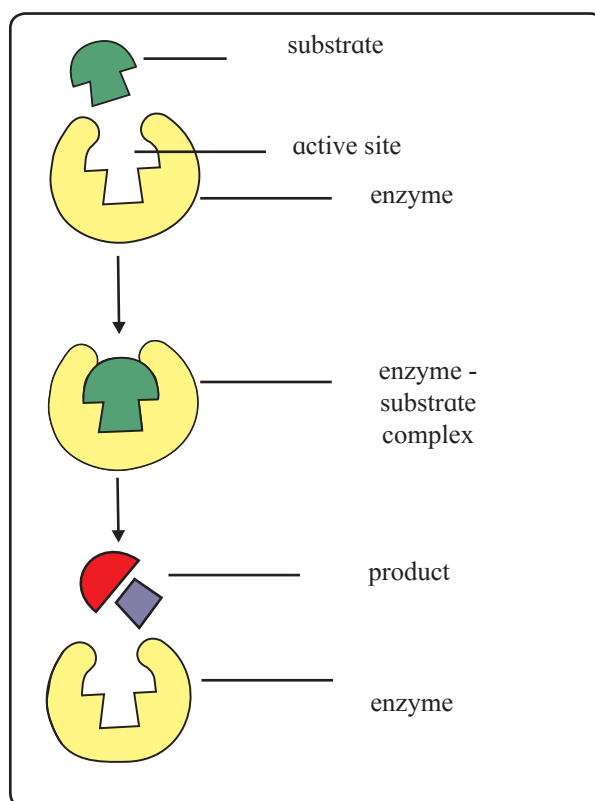 substrate
active site
enzyme
enzyme -
substrate
complex
product
enzyme